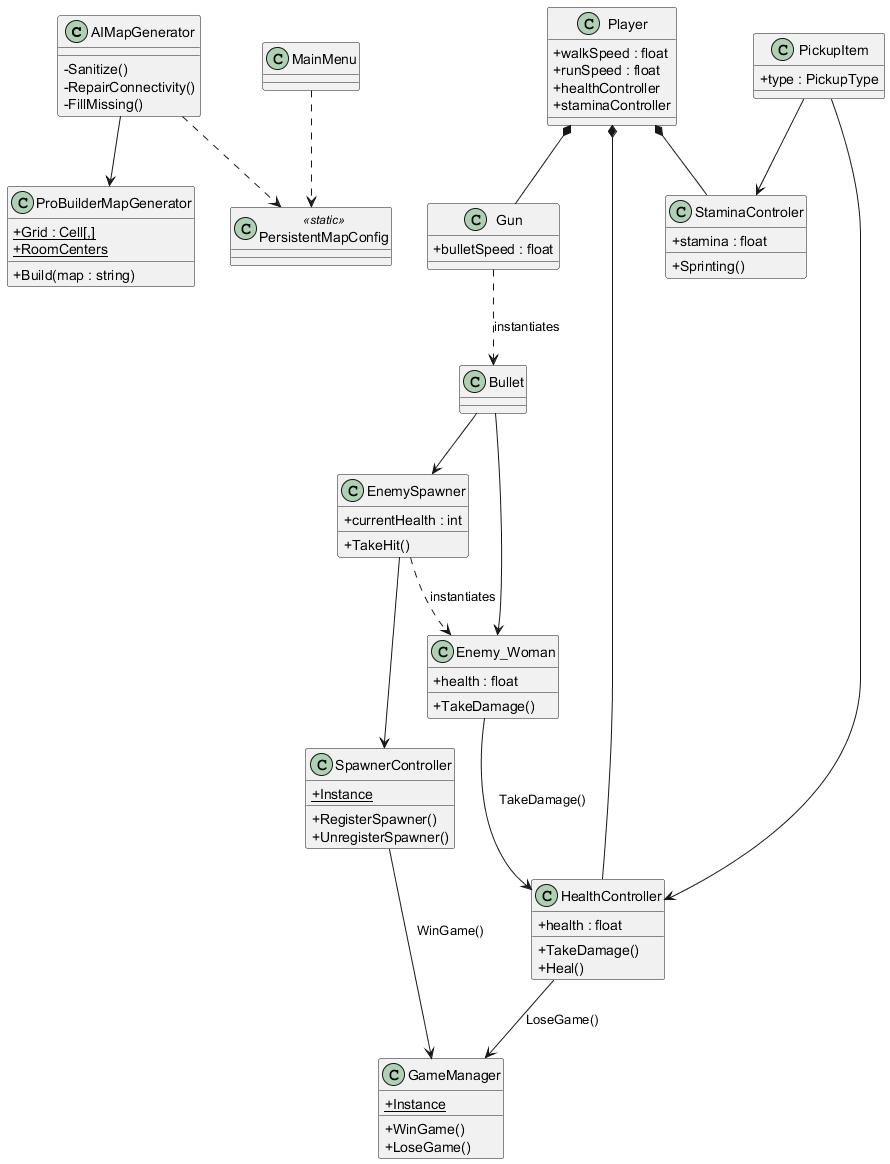 C AIMapGenerator
-Sanitize()
-RepairConnectivity()
-FillMissing()
C MainMenu
C Player
+walkSpeed : float
+runSpeed : float
+healthController
+staminaController
C PickupItem
+type : PickupType
C ProBuilderMapGenerator
+Grid : Cell[,]
+RoomCenters
+Build(map : string)
C «static»
PersistentMapConfig
C Gun
+bulletSpeed : float
C StaminaControler
+stamina : float
+Sprinting()
instantiates
C Bullet
C EnemySpawner
+currentHealth : int
+TakeHit()
instantiates
C Enemy_Woman
+health : float
+TakeDamage()
C SpawnerController
+Instance
+RegisterSpawner()
+UnregisterSpawner()
TakeDamage()
C HealthController
+health : float
+TakeDamage()
+Heal()
WinGame()
LoseGame()
C GameManager
+Instance
+WinGame()
+LoseGame()